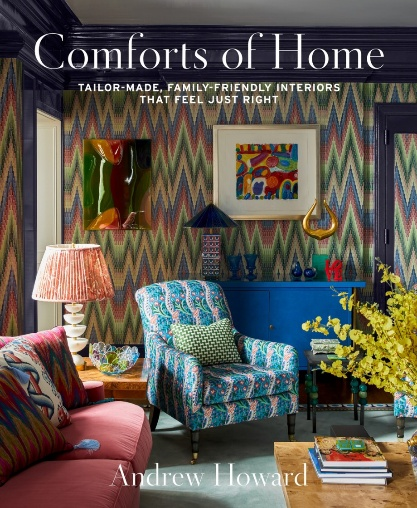 Comforts of Home
TAILOR-MADE, FAMILY-FRIENDLY INTERIORS
THAT FEEL JUST RIGHT
Andrew Howard